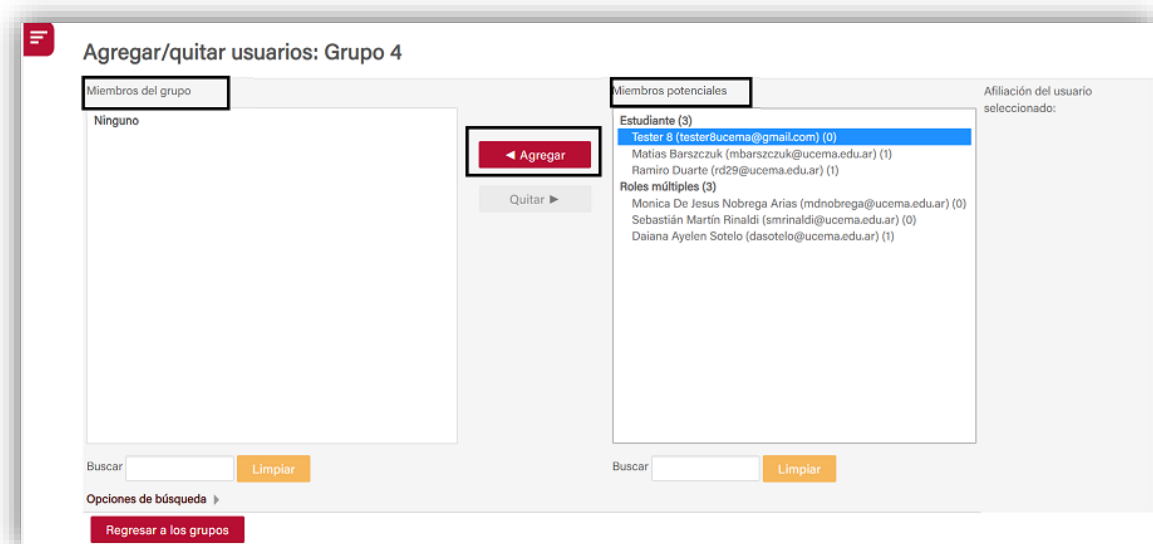 Agregar/quitar usuarios: Grupo 4
Miembros del grupo
Ninguno
◄ Agregar
Quitar ►
Miembros potenciales
Estudiante (3)
Tester 8 (tester8ucema@gmail.com) (0)
Matias Barszczuk (mbarszczuk@ucema.edu.ar) (1)
Ramiro Duarte (rd29@ucema.edu.ar) (1)
Roles múltiples (3)
Monica De Jesus Nobrega Arias (mdnobrega@ucema.edu.ar) (0)
Sebastián Martín Rinaldi (smrinaldi@ucema.edu.ar) (0)
Daiana Ayelen Sotelo (dasotelo@ucema.edu.ar) (1)
Afiliación del usuario
seleccionado:
Buscar
Limpiar
Buscar
Limpiar
Opciones de búsqueda
Regresar a los grupos